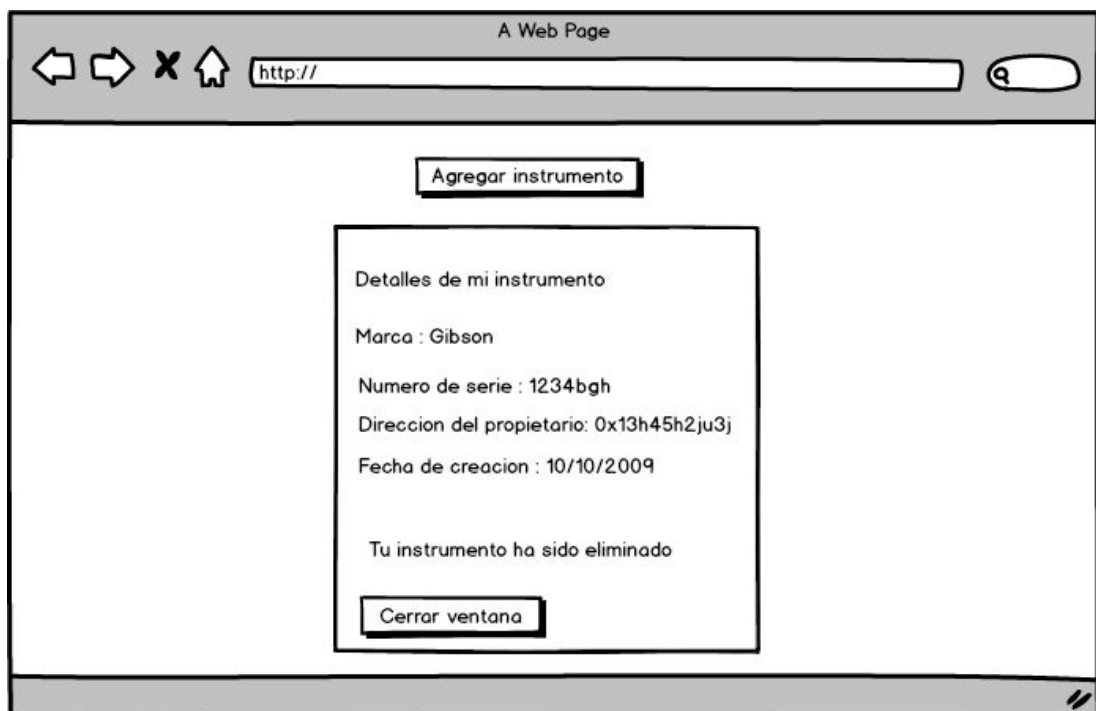 A Web Page
http://
Agregar instrumento
Detalles de mi instrumento
Marca : Gibson
Numero de serie : 1234bgh
Direccion del propietario: 0x13h45h2ju3j
Fecha de creacion : 10/10/2009
Tu instrumento ha sido eliminado
Cerrar ventana